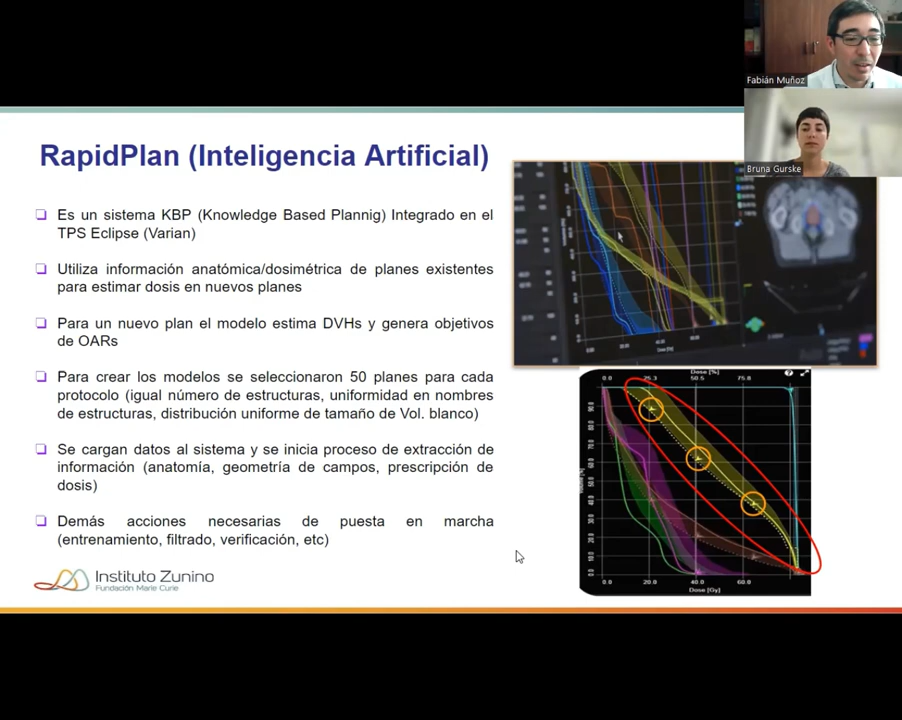 Fabián Muñoz
Bruna Gurske
RapidPlan (Inteligencia Artificial)
❑ Es un sistema KBP (Knowledge Based Plannig) Integrado en el
TPS Eclipse (Varian)
❑ Utiliza información anatómica/dosimétrica de planes existentes
para estimar dosis en nuevos planes
❑ Para un nuevo plan el modelo estima DVHs y genera objetivos
de OARs
❑ Para crear los modelos se seleccionaron 50 planes para cada
protocolo (igual número de estructuras, uniformidad en nombres
de estructuras, distribución uniforme de tamaño de Vol. blanco)
❑ Se cargan datos al sistema y se inicia proceso de extracción de
información (anatomía, geometría de campos, prescripción de
dosis)
❑ Demás acciones necesarias de puesta en marcha
(entrenamiento, filtrado, verificación, etc)
Instituto Zunino
Fundación Marie Curie
Dose [%]
0.0 25.3 50.5 75.8
0.0 20.0 40.0 60.0
Dose [Gy]